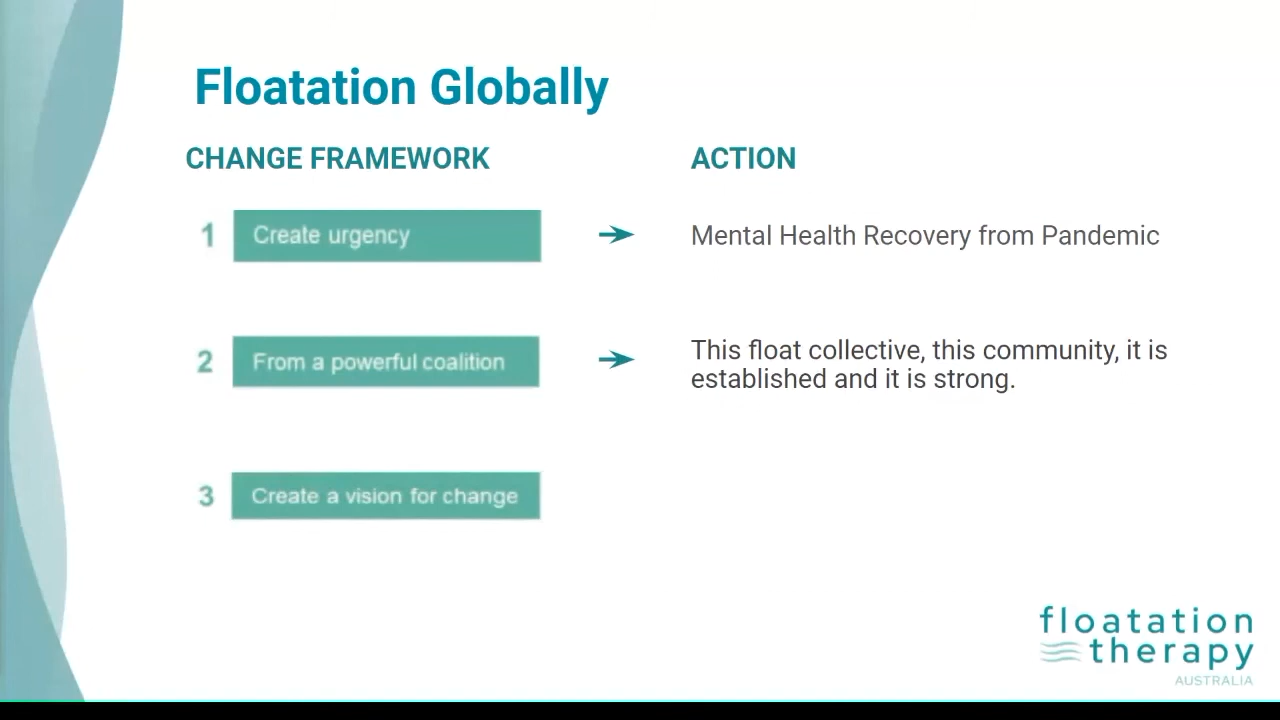 Floatation Globally
CHANGE FRAMEWORK
ACTION
1 Create urgency
Mental Health Recovery from Pandemic
2 From a powerful coalition
This float collective, this community, it is
established and it is strong.
3 Create a vision for change
floatation
therapy
AUSTRALIA